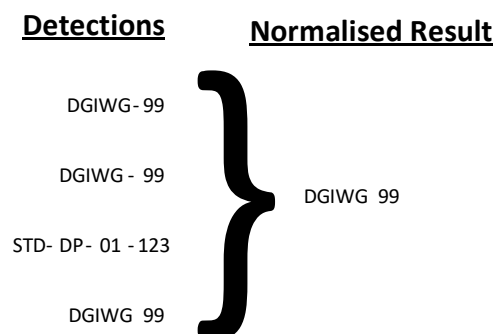 Detections
Normalised Result
DGIWG- 99
DGIWG - 99
DGIWG 99
STD- DP- 01 - 123
DGIWG 99